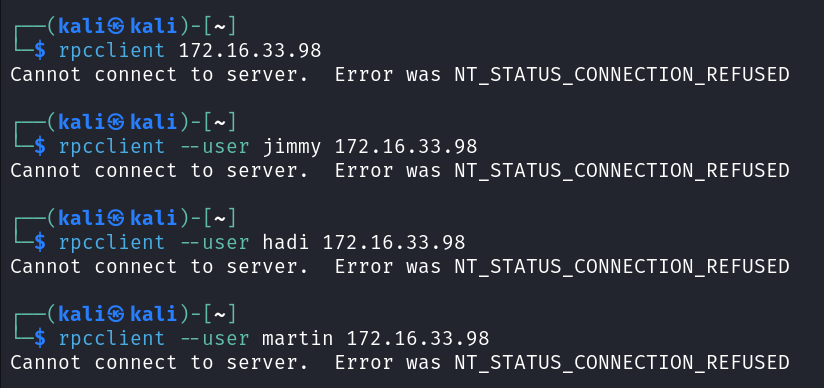 ┌──(kali㉿kali)-[~]
└─$ rpcclient 172.16.33.98
Cannot connect to server.  Error was NT_STATUS_CONNECTION_REFUSED
┌──(kali㉿kali)-[~]
└─$ rpcclient --user jimmy 172.16.33.98
Cannot connect to server.  Error was NT_STATUS_CONNECTION_REFUSED
┌──(kali㉿kali)-[~]
└─$ rpcclient --user hadi 172.16.33.98
Cannot connect to server.  Error was NT_STATUS_CONNECTION_REFUSED
┌──(kali㉿kali)-[~]
└─$ rpcclient --user martin 172.16.33.98
Cannot connect to server.  Error was NT_STATUS_CONNECTION_REFUSED